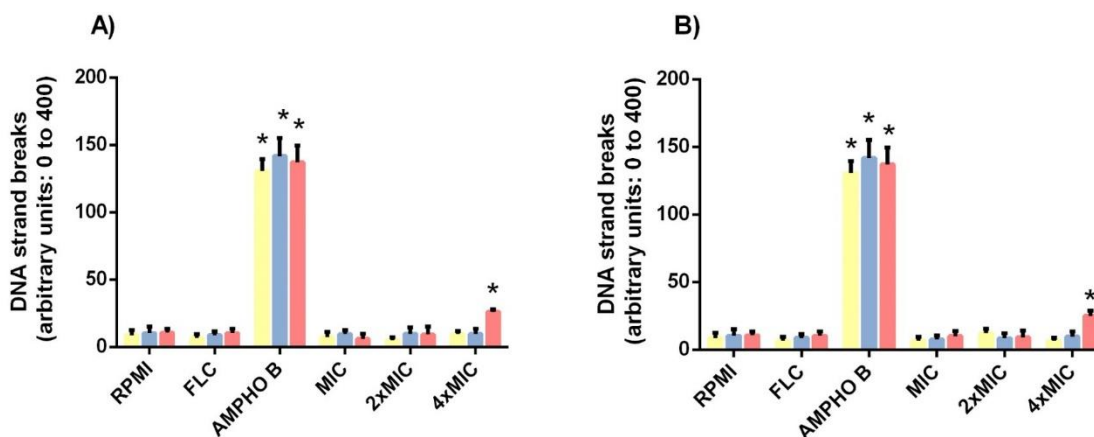 A)
DNA strand breaks
(arbitrary units: 0 to 400)
200
150
100
50
0
* * *
*
RPMI
FLC
AMPHO B
MIC
2xMIC
4xMIC
B)
DNA strand breaks
(arbitrary units: 0 to 400)
200
150
100
50
0
* * *
*
RPMI
FLC
AMPHO B
MIC
2xMIC
4xMIC